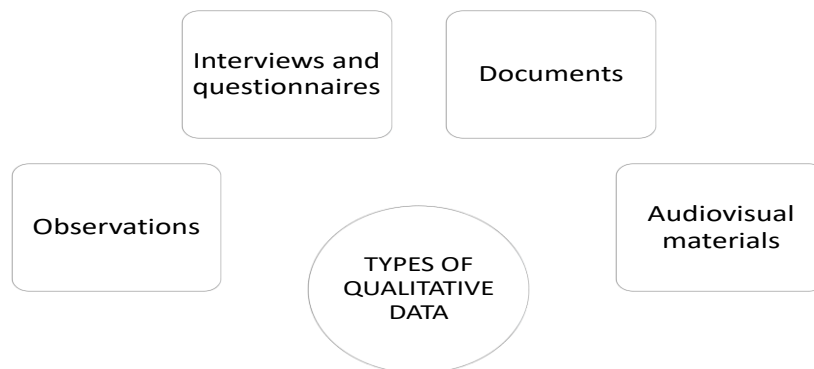 Interviews and
questionnaires
Documents
Observations
Audiovisual
materials
TYPES OF
QUALITATIVE
DATA